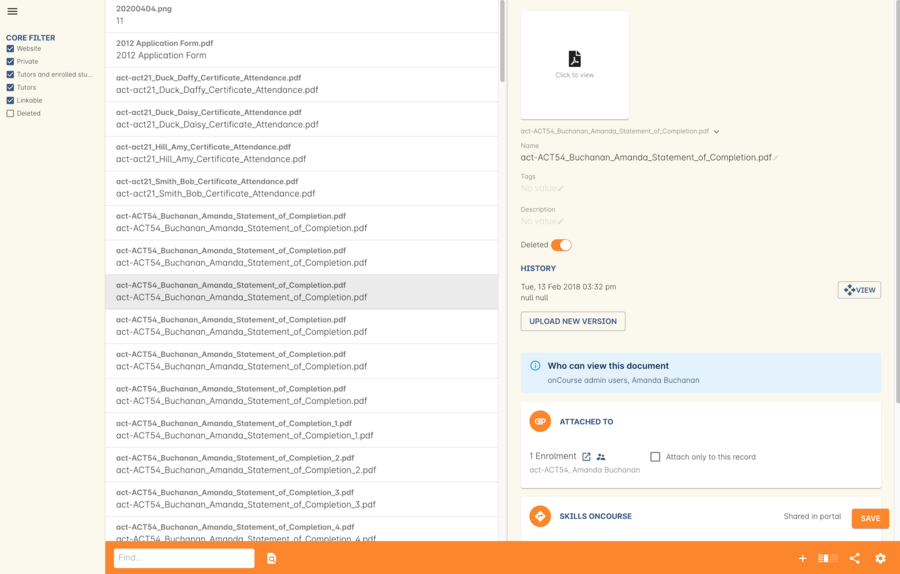 CORE FILTER
Website
Private
Tutors and enrolled stu...
Tutors
Linkable
Deleted
20200404.png
11
2012 Application Form.pdf
2012 Application Form
act-act21_Duck_Daffy_Certificate_Attendance.pdf
act-act21_Duck_Daffy_Certificate_Attendance.pdf
act-act21_Duck_Daisy_Certificate_Attendance.pdf
act-act21_Duck_Daisy_Certificate_Attendance.pdf
act-act21_Hill_Amy_Certificate_Attendance.pdf
act-act21_Hill_Amy_Certificate_Attendance.pdf
act-act21_Smith_Bob_Certificate_Attendance.pdf
act-act21_Smith_Bob_Certificate_Attendance.pdf
act-ACT54_Buchanan_Amanda_Statement_of_Completion.pdf
act-ACT54_Buchanan_Amanda_Statement_of_Completion.pdf
act-ACT54_Buchanan_Amanda_Statement_of_Completion.pdf
act-ACT54_Buchanan_Amanda_Statement_of_Completion.pdf
act-ACT54_Buchanan_Amanda_Statement_of_Completion.pdf
act-ACT54_Buchanan_Amanda_Statement_of_Completion.pdf
act-ACT54_Buchanan_Amanda_Statement_of_Completion.pdf
act-ACT54_Buchanan_Amanda_Statement_of_Completion.pdf
act-ACT54_Buchanan_Amanda_Statement_of_Completion.pdf
act-ACT54_Buchanan_Amanda_Statement_of_Completion.pdf
act-ACT54_Buchanan_Amanda_Statement_of_Completion.pdf
act-ACT54_Buchanan_Amanda_Statement_of_Completion.pdf
act-ACT54_Buchanan_Amanda_Statement_of_Completion_1.pdf
act-ACT54_Buchanan_Amanda_Statement_of_Completion_1.pdf
act-ACT54_Buchanan_Amanda_Statement_of_Completion_2.pdf
act-ACT54_Buchanan_Amanda_Statement_of_Completion_2.pdf
act-ACT54_Buchanan_Amanda_Statement_of_Completion_3.pdf
act-ACT54_Buchanan_Amanda_Statement_of_Completion_3.pdf
act-ACT54_Buchanan_Amanda_Statement_of_Completion_4.pdf
act-ACT54_Buchanan_Amanda_Statement_of_Completion_4.pdf
Find...
Click to view
act-ACT54_Buchanan_Amanda_Statement_of_Completion.pdf
Name
act-ACT54_Buchanan_Amanda_Statement_of_Completion.pdf
Tags
No value
Description
No value
Deleted
HISTORY
Tue, 13 Feb 2018 03:32 pm
null null
VIEW
UPLOAD NEW VERSION
Who can view this document
onCourse admin users, Amanda Buchanan
ATTACHED TO
1 Enrolment
Attach only to this record
act-ACT54, Amanda Buchanan
SKILLS ONCOURSE
Shared in portal
SAVE